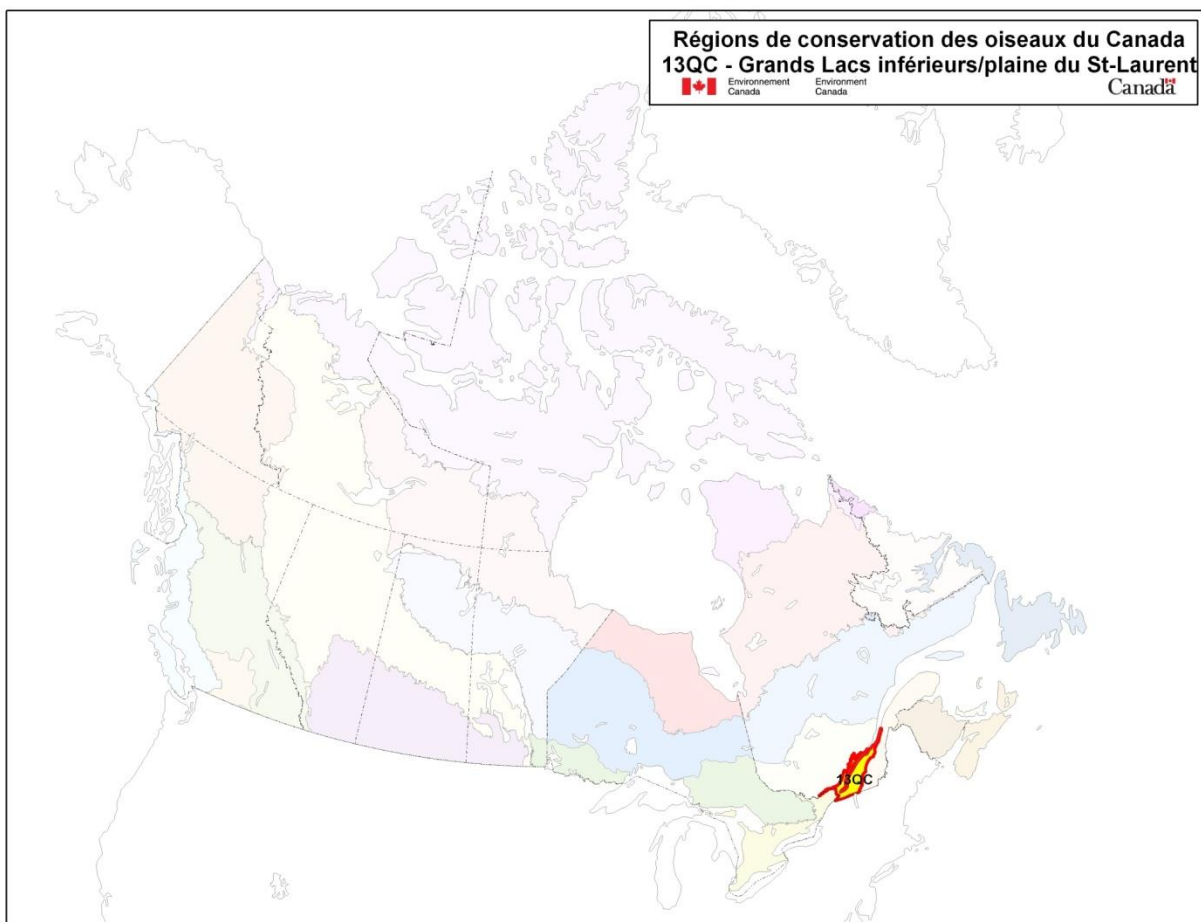 Régions de conservation des oiseaux du Canada
13QC - Grands Lacs inférieurs/plaine du St-Laurent
Environnement Canada
Environment Canada
Canada
13QC